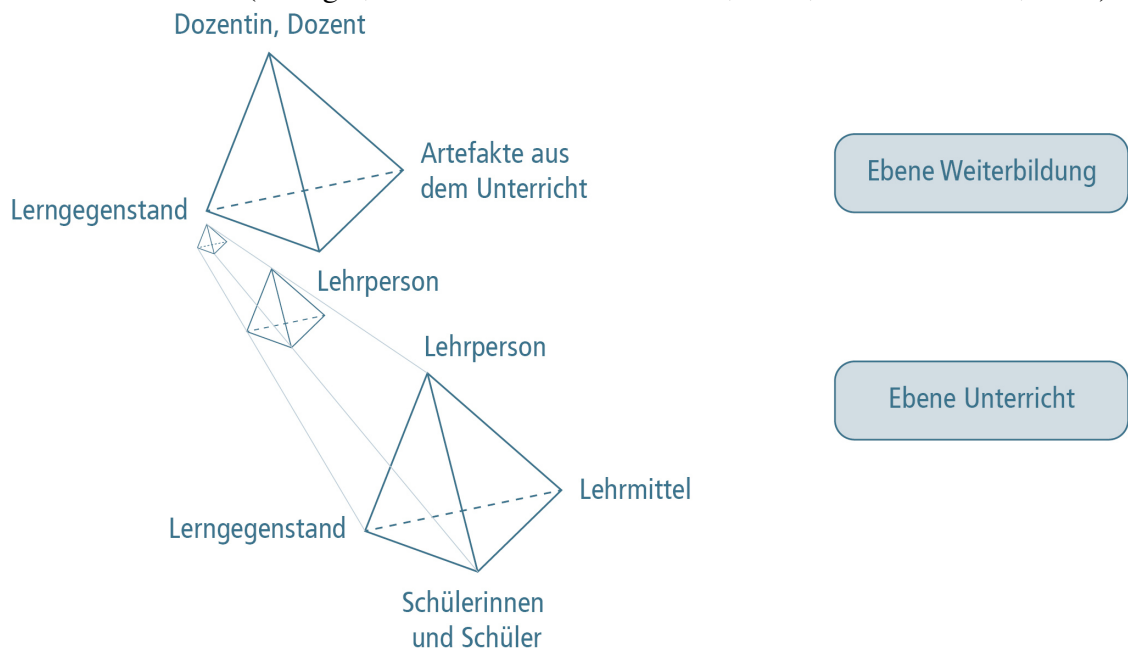 Dozentin, Dozent
Artefakte aus
dem Unterricht
Ebene Weiterbildung
Lerngegenstand
Lehrperson
Lehrperson
Ebene Unterricht
Lehrmittel
Lerngegenstand
Schülerinnen
und Schüler